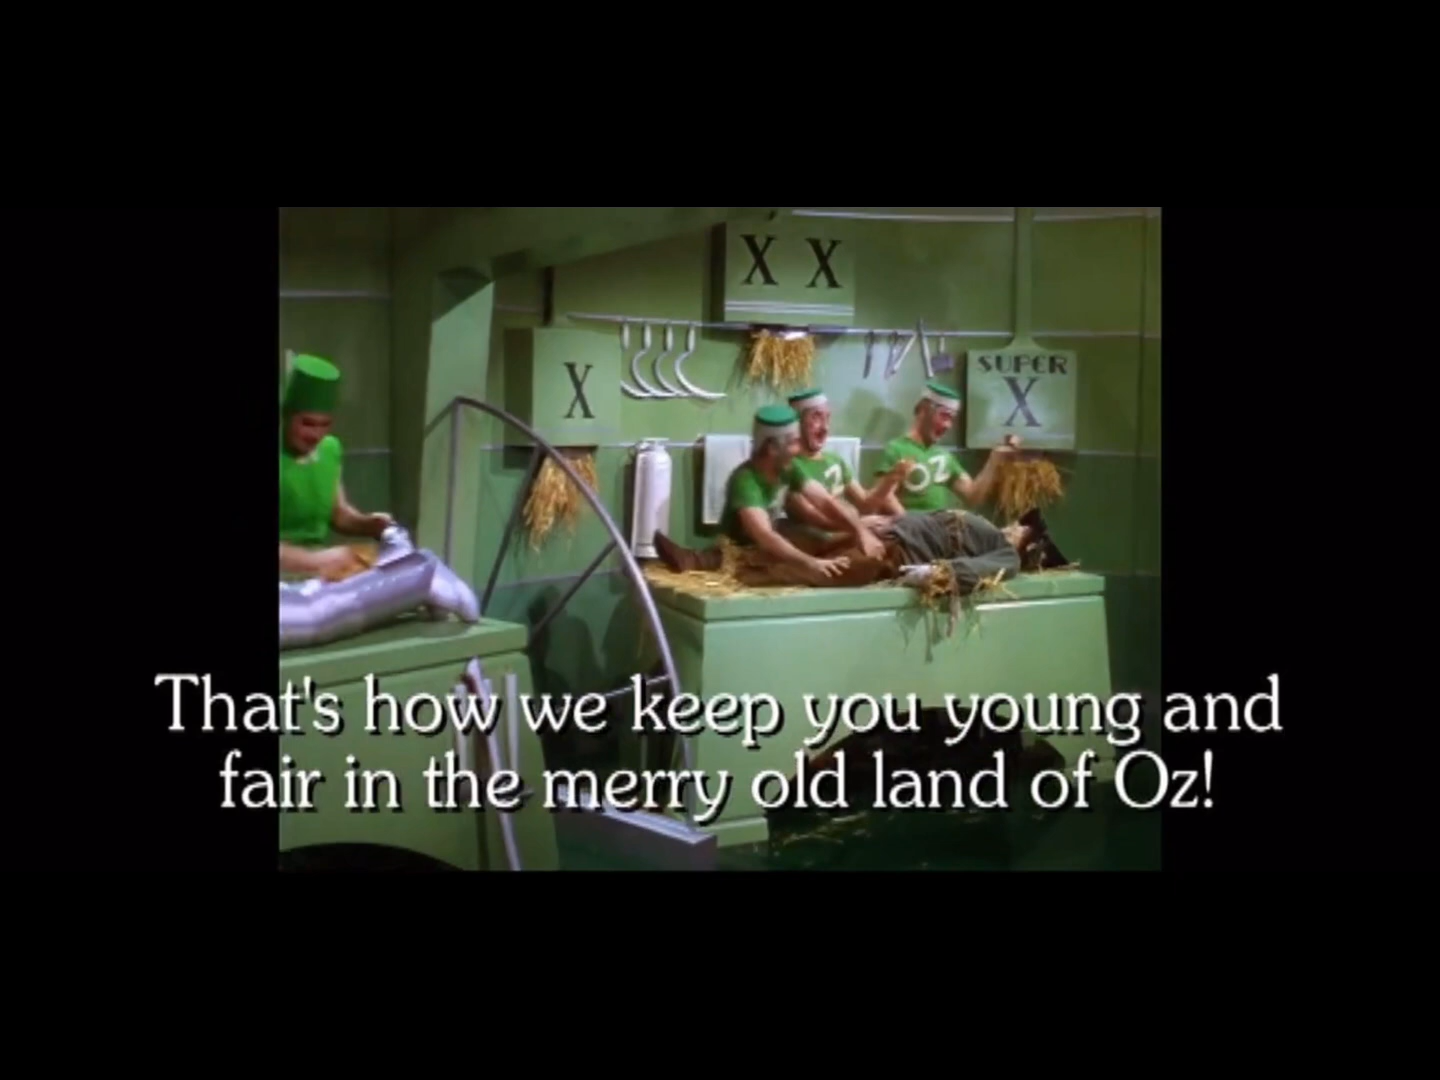 X X
SUPER
X
X
OZ
Z
That's how we keep you young and
fair in the merry old land of Oz!